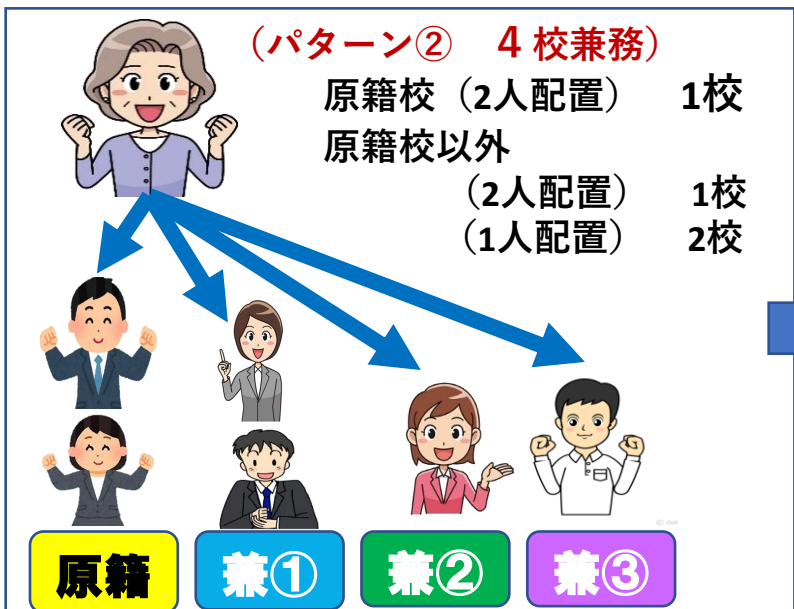 （パターン② ４校兼務）
原籍校（2人配置） 1校
原籍校以外
（2人配置） 1校
（1人配置） 2校
原籍
兼①
兼②
兼③